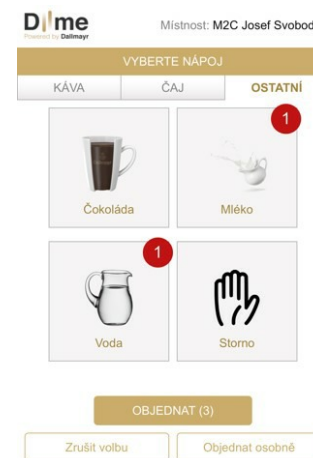 D||me
Powered by Dallmayr
Místnost: M2C Josef Svobod
VYBERTE NÁPOJ
KÁVA ČAJ OSTATNÍ
1
Čokoláda Mléko
1
Voda Storno
OBJEDNAT (3)
Zrušit volbu Objednat osobně